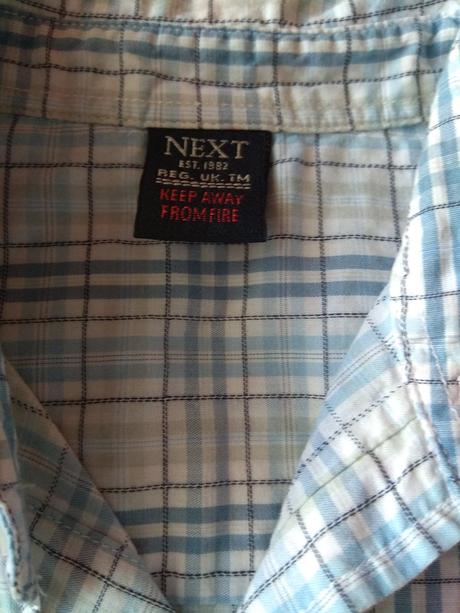 NEXT
EST. 1982
REG. UK. TM
KEEP AWAY
FROM FIRE